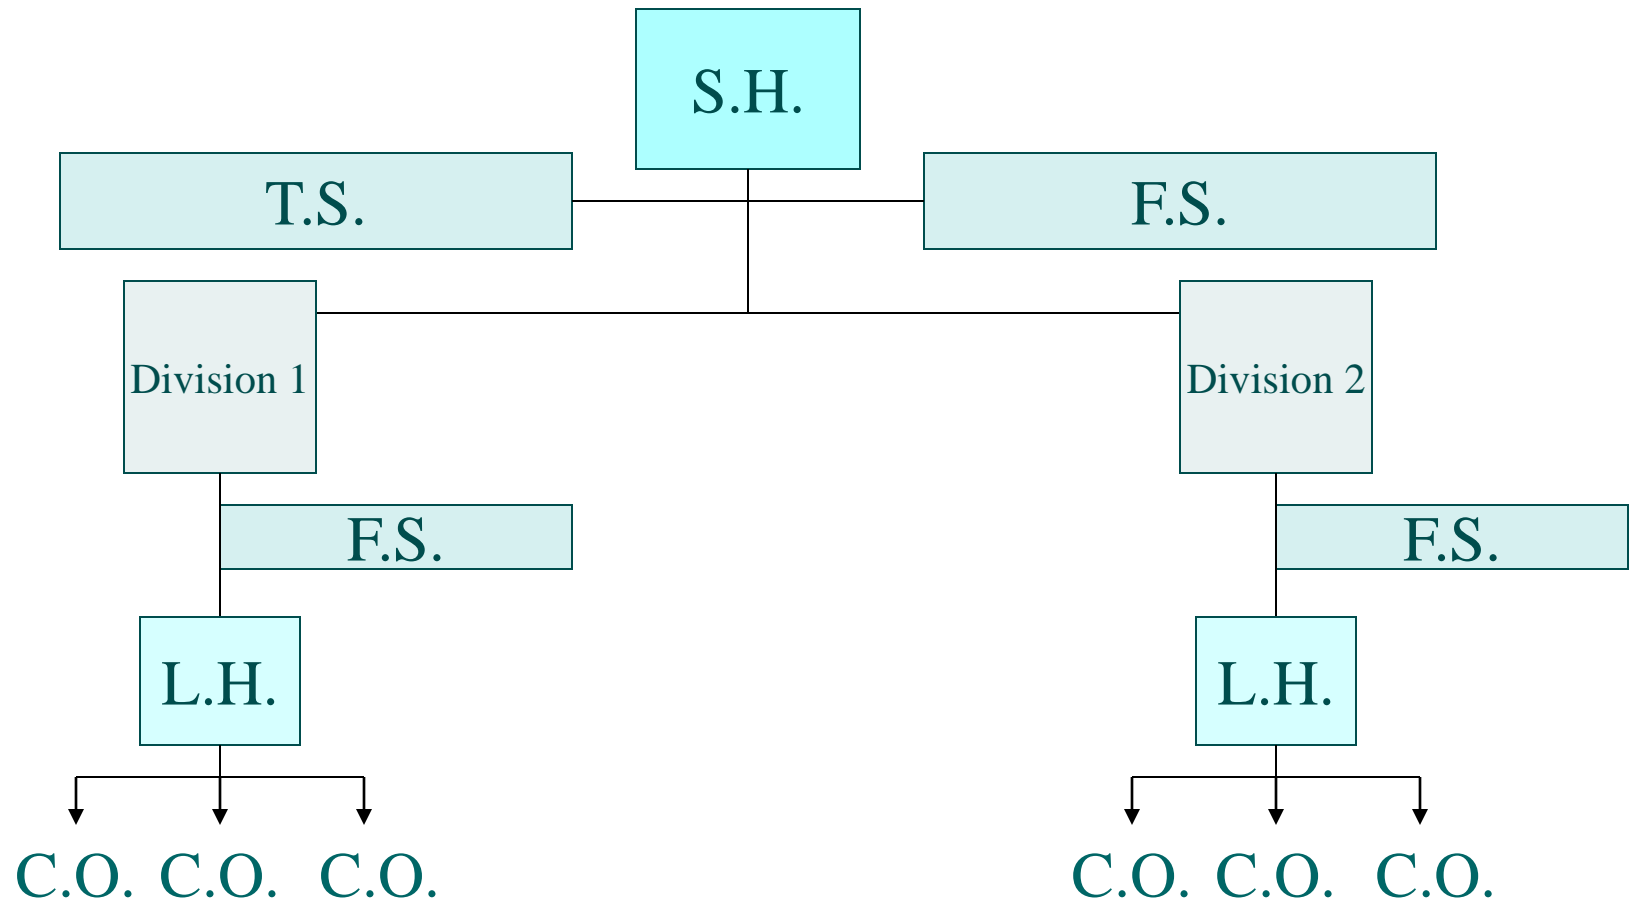 S.H.
T.S.
F.S.
Division 1
Division 2
F.S.
F.S.
L.H.
L.H.
C.O. C.O. C.O.
C.O. C.O. C.O.